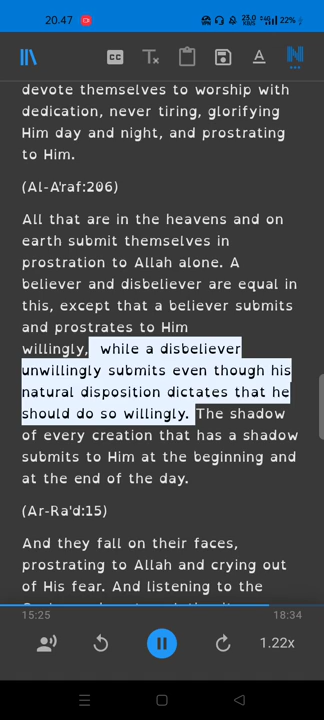 20.47
25.0
KB/S
22%
CC
devote themselves to worship with
dedication, never tiring, glorifying
Him day and night, and prostrating
to Him.
(Al-A'raf:206)
All that are in the heavens and on
earth submit themselves in
prostration to Allah alone. A
believer and disbeliever are equal in
this, except that a believer submits
and prostrates to Him
willingly, while a disbeliever
unwillingly submits even though his
natural disposition dictates that he
should do so willingly. The shadow
of every creation that has a shadow
submits to Him at the beginning and
at the end of the day.
(Ar-Ra'd:15)
And they fall on their faces,
prostrating to Allah and crying out
of His fear. And listening to the
15:25
18:34
1.22x